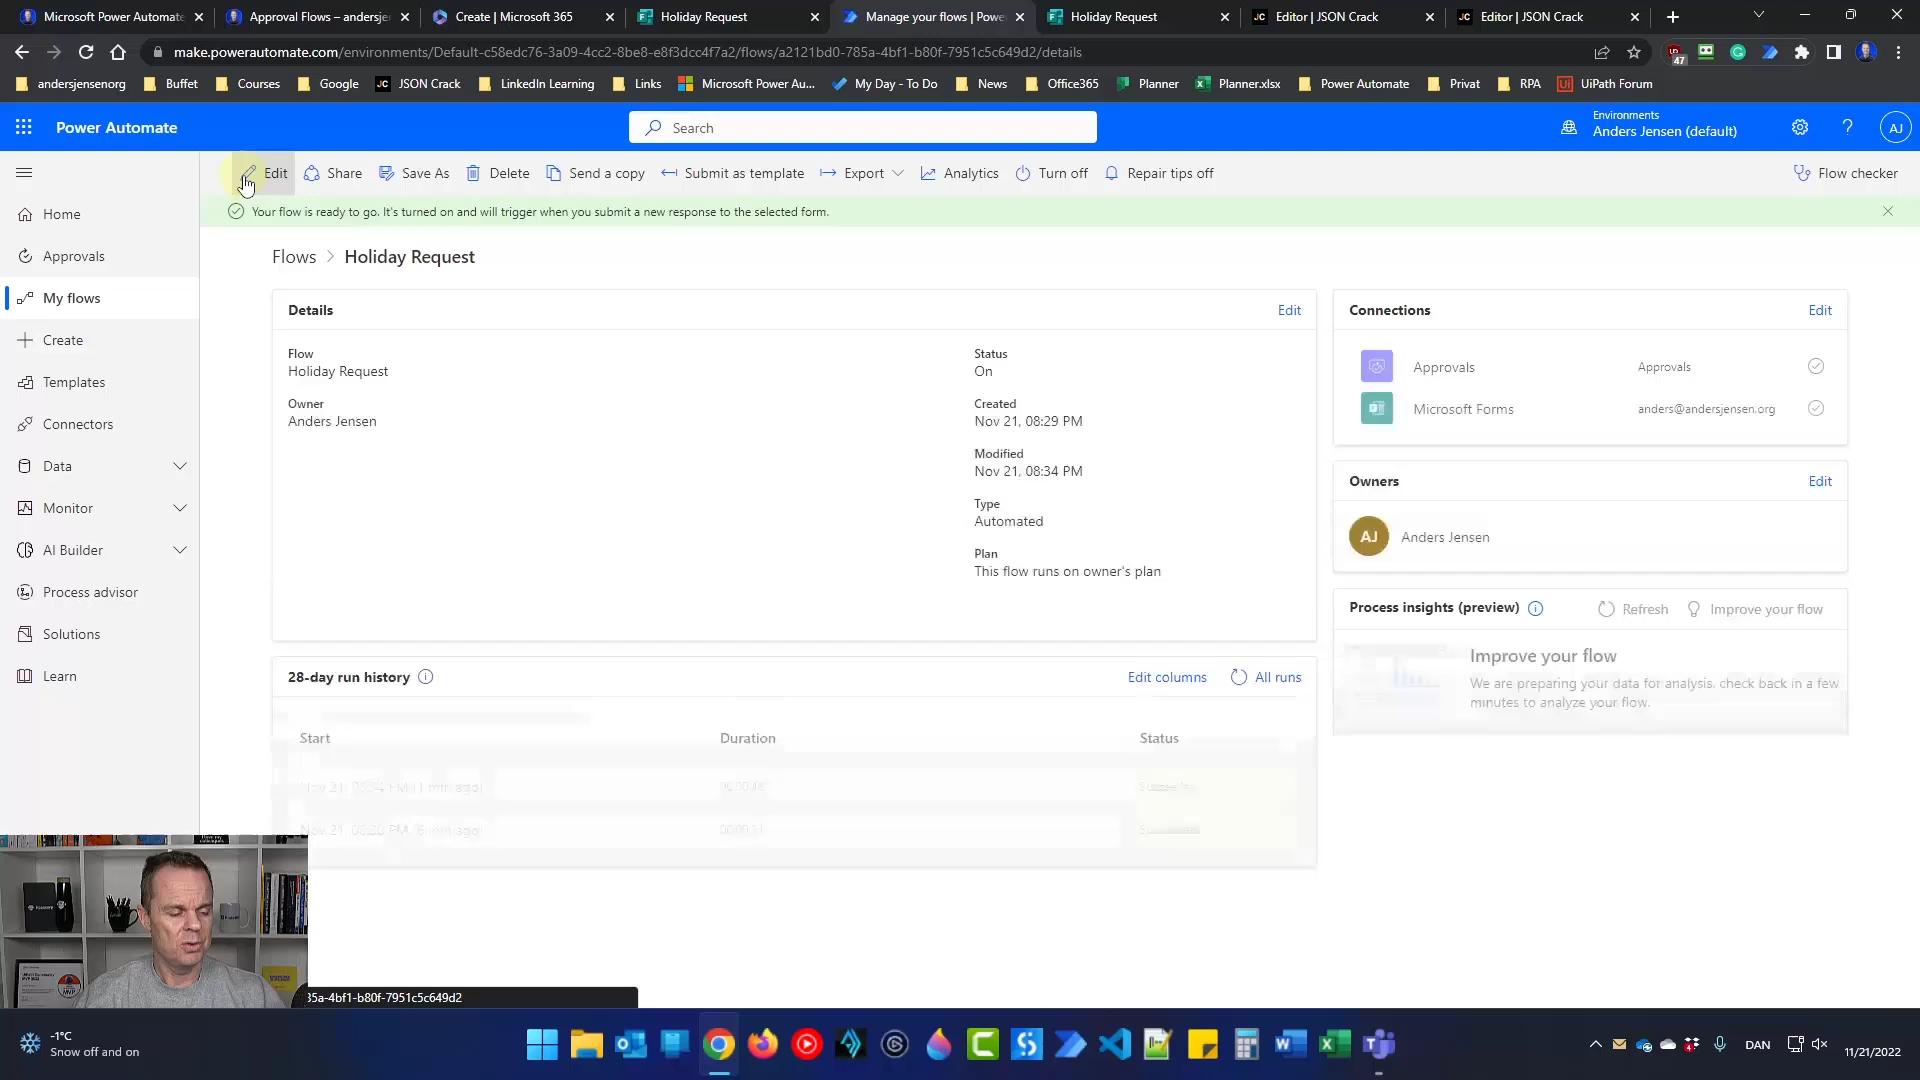 Microsoft Power Automate
Approval Flows – andersje
Create | Microsoft 365
Holiday Request
Manage your flows | Powe
Holiday Request
JC Editor | JSON Crack
JC Editor | JSON Crack
make.powerautomate.com/environments/Default-c58edc76-3a09-4cc2-8be8-e8f3dcc4f7a2/flows/a2121bd0-785a-4bf1-b80f-7951c5c649d2/details
47
andersjensenorg
Buffet
Courses
Google
JC JSON Crack
LinkedIn Learning
Links
Microsoft Power Au...
My Day - To Do
News
Office365
Planner
Planner.xlsx
Power Automate
Privat
RPA
Ui UiPath Forum
Power Automate
Search
Environments
Anders Jensen (default)
?
AJ
Edit
Share
Save As
Delete
Send a copy
Submit as template
Export
Analytics
Turn off
Repair tips off
Flow checker
Your flow is ready to go. It's turned on and will trigger when you submit a new response to the selected form.
Home
Approvals
My flows
Create
Templates
Connectors
Data
Monitor
AI Builder
Process advisor
Solutions
Learn
Flows > Holiday Request
Details
Edit
Flow
Holiday Request
Owner
Anders Jensen
Status
On
Created
Nov 21, 08:29 PM
Modified
Nov 21, 08:34 PM
Type
Automated
Plan
This flow runs on owner's plan
28-day run history
Edit columns
All runs
Start
Duration
Status
Connections
Edit
Approvals
Approvals
Microsoft Forms
anders@andersjensen.org
Owners
Edit
AJ
Anders Jensen
Process insights (preview)
Refresh
Improve your flow
Improve your flow
We are preparing your data for analysis. check back in a few
minutes to analyze your flow.
35a-4bf1-b80f-7951c5c649d2
-1°C
Snow off and on
DAN
11/21/2022